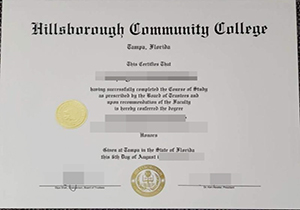 Hillsborough Community College
Tampa, Florida
This Certifies That
having successfully completed the Course of Study
as prescribed by the Board of Trustees and
upon recommendation of the Faculty
is hereby conferred the degree
Honors
Given at Tampa in the State of Florida
this 8th Day of August